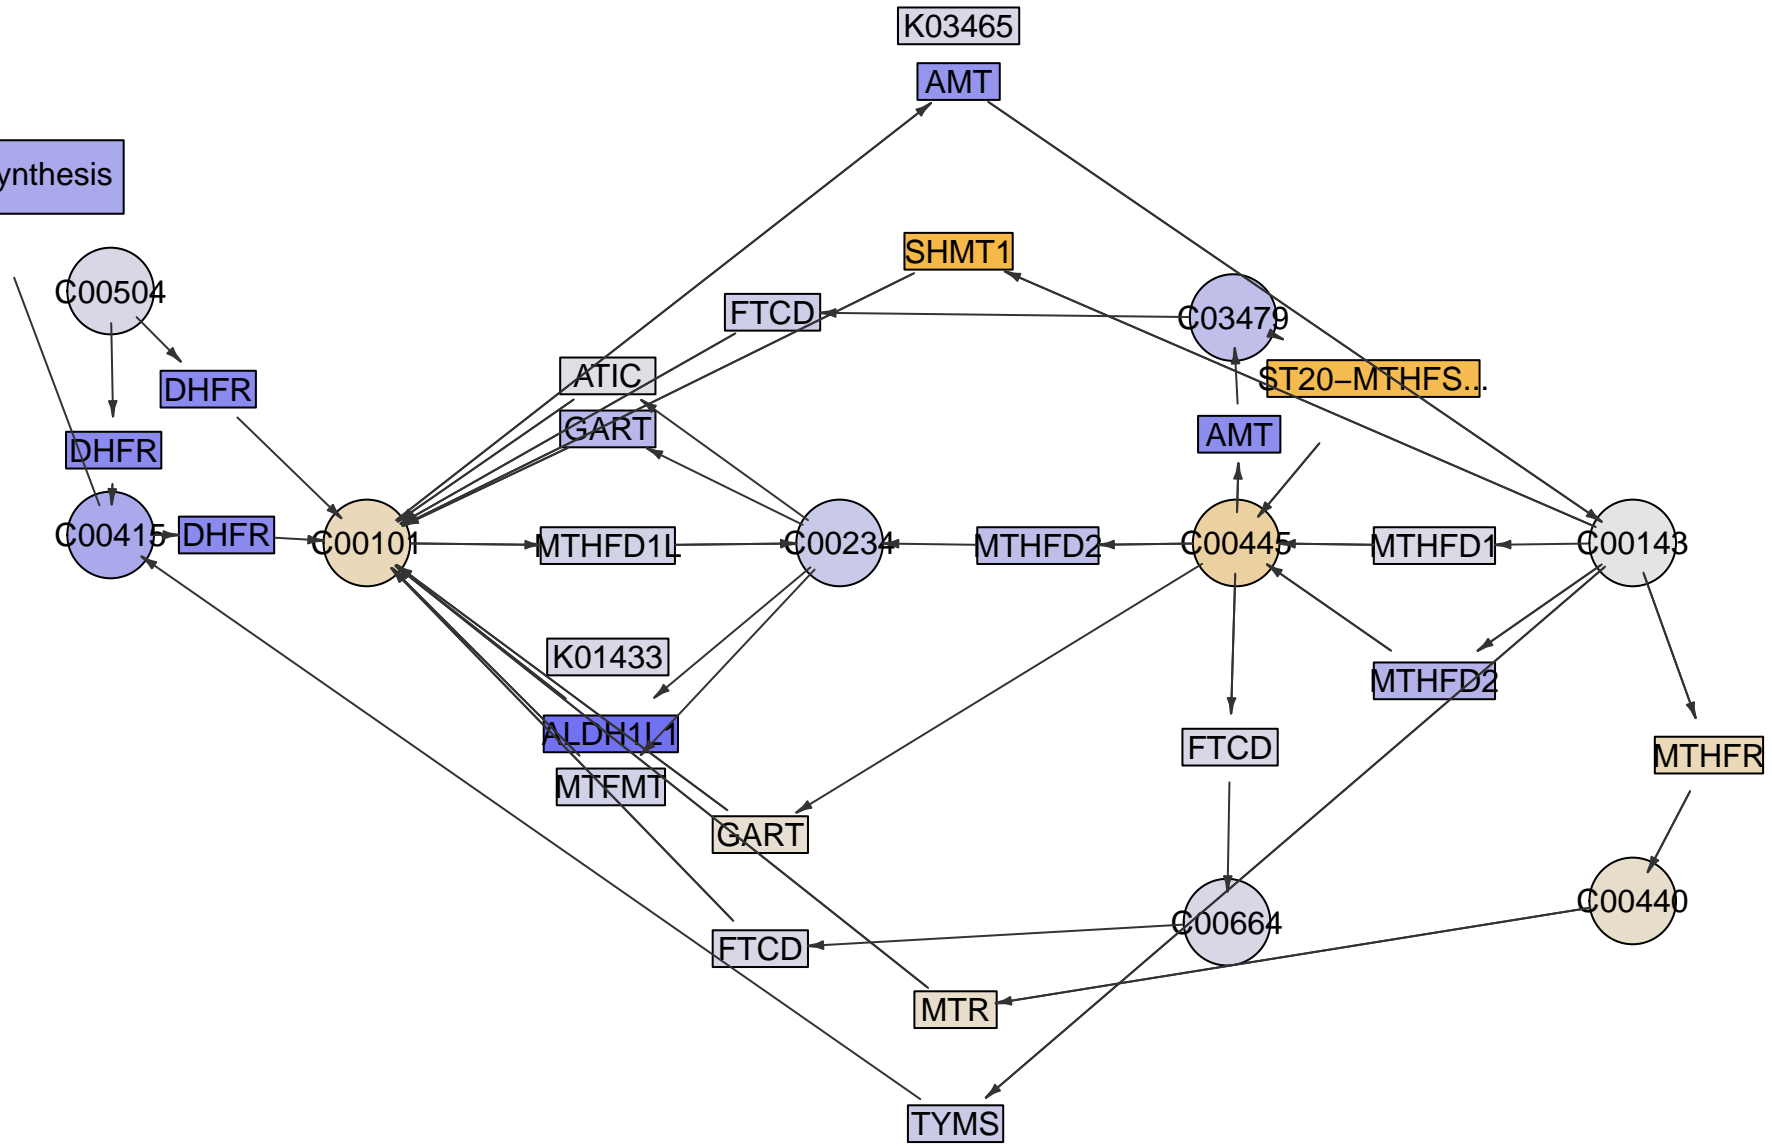 K03465
AMT
ynthesis
SHMT1
C00504
FTCD
C03479
ATIC
ST20−MTHFS...
DHFR
GART
AMT
DHFR
C00415
DHFR
C00101
MTHFD1L
C00234
MTHFD2
C00445
MTHFD1
C00143
K01433
MTHFD2
ALDH1L1
FTCD
MTHFR
MTFMT
GART
C00440
C00664
FTCD
MTR
TYMS